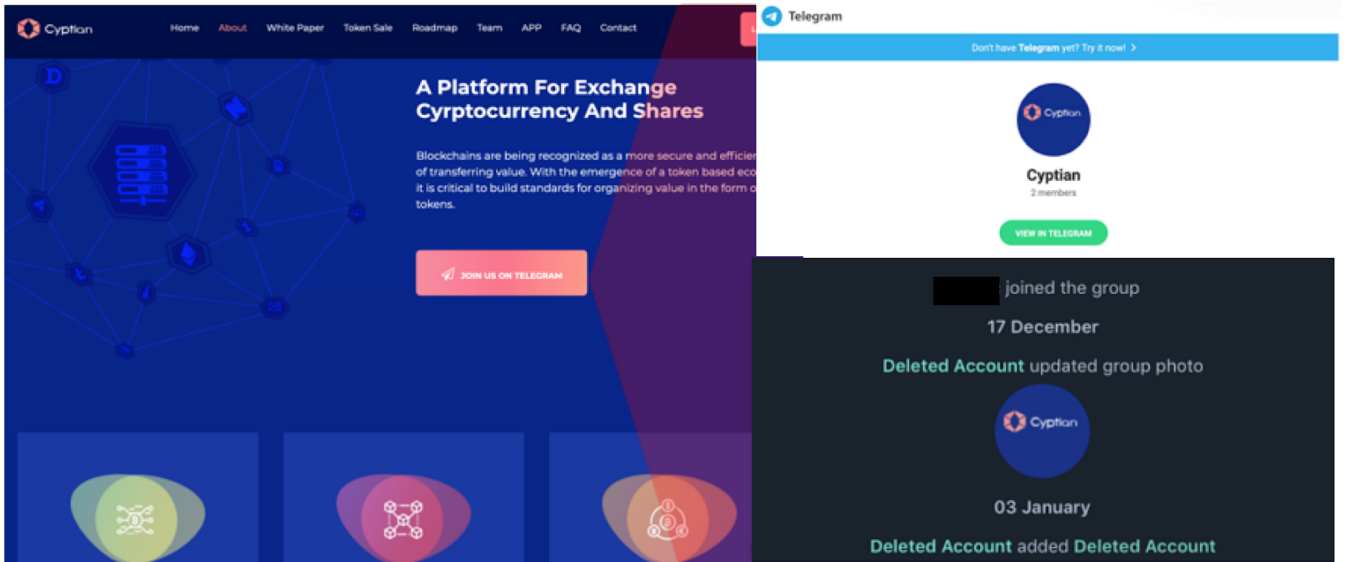 Cyptian
Home About White Paper Token Sale Roadmap Team APP FAQ Contact
A Platform For Exchange
Cyrptocurrency And Shares
Blockchains are being recognized as a more secure and efficien
of transferring value. With the emergence of a token based eco
it is critical to build standards for organizing value in the form o
tokens.
JOIN US ON TELEGRAM
Telegram
Don't have Telegram yet? Try it now! >
Cyptian
Cyptian
2 members
VIEW IN TELEGRAM
joined the group
17 December
Deleted Account updated group photo
Cyptian
03 January
Deleted Account added Deleted Account